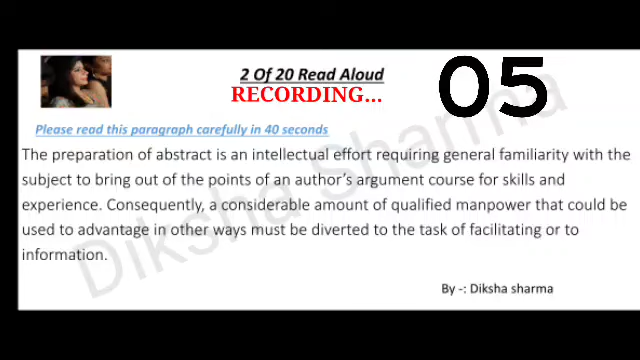 2 Of 20 Read Aloud
RECORDING...
05
Please read this paragraph carefully in 40 seconds
The preparation of abstract is an intellectual effort requiring general familiarity with the
subject to bring out of the points of an author's argument course for skills and
experience. Consequently, a considerable amount of qualified manpower that could be
used to advantage in other ways must be diverted to the task of facilitating or to
information.
By -: Diksha sharma
Diksha Sharma